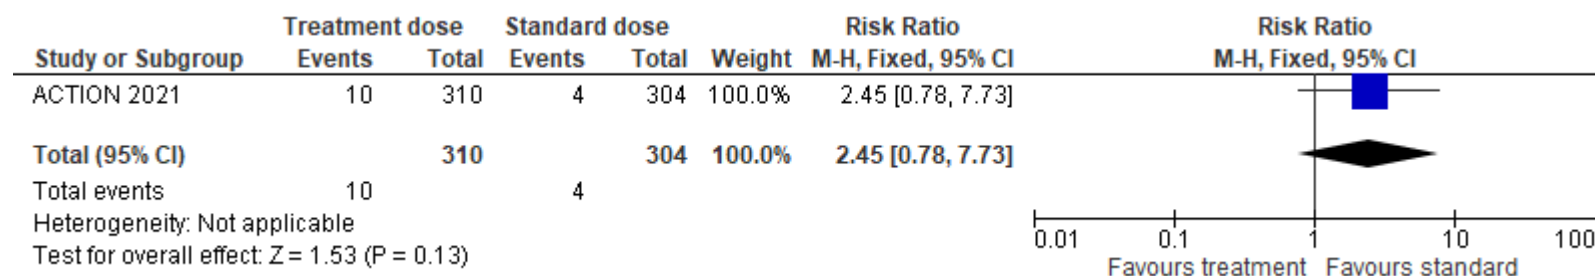 Treatment dose Standard dose Risk Ratio Risk Ratio
Study or Subgroup Events Total Events Total Weight M-H, Fixed, 95% CI M-H, Fixed, 95% CI
ACTION 2021 10 310 4 304 100.0% 2.45 [0.78, 7.73]
Total (95% CI) 310 304 100.0% 2.45 [0.78, 7.73]
Total events 10 4
Heterogeneity: Not applicable
Test for overall effect: Z = 1.53 (P = 0.13)
0.01 0.1 1 10 100
Favours treatment Favours standard